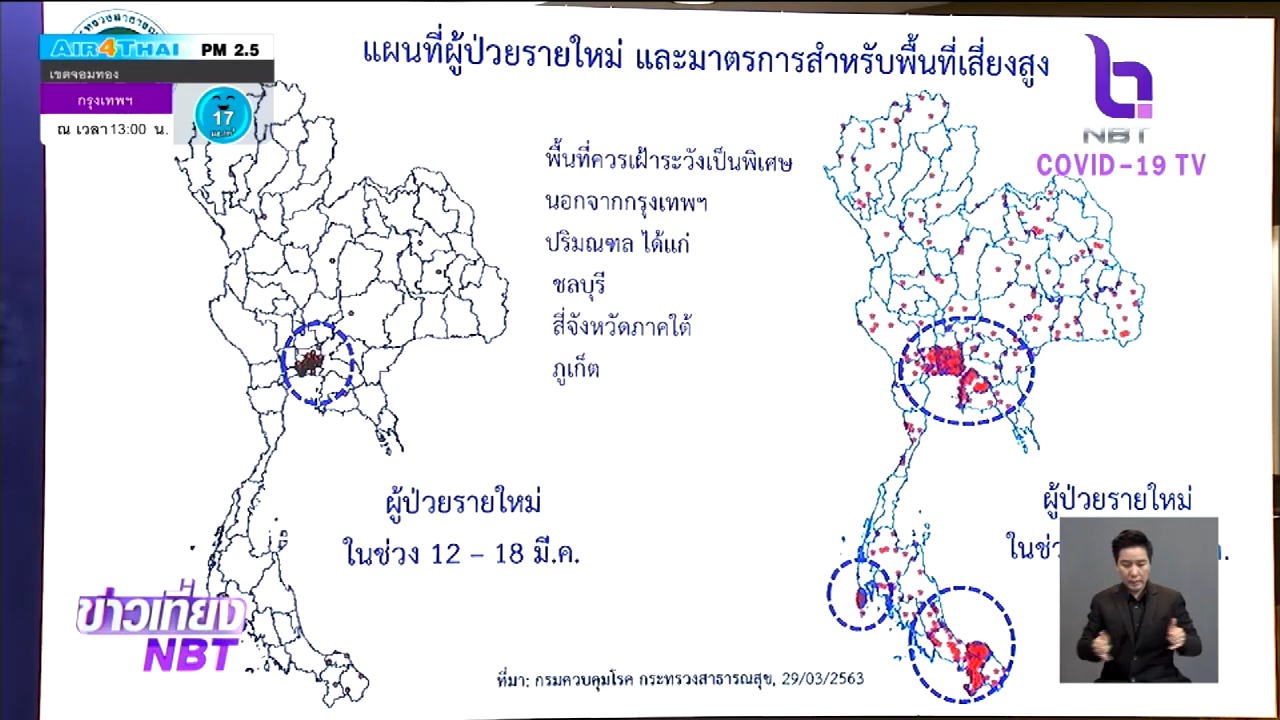 AIR4THAI PM 2.5
เขตจอมทอง
กรุงเทพฯ
17
ณ เวลา 13:00 น.
แผนที่ผู้ป่วยรายใหม่ และมาตรการสำหรับพื้นที่เสี่ยงสูง
NBT
COVID-19 TV
พื้นที่ควรเฝ้าระวังเป็นพิเศษ
นอกจากกรุงเทพฯ
ปริมณฑล ได้แก่
ชลบุรี
สี่จังหวัดภาคใต้
ภูเก็ต
ผู้ป่วยรายใหม่
ในช่วง 12 – 18 มี.ค.
ผู้ป่วยรายใหม่
ข่าวเที่ยง
NBT
ที่มา: กรมควบคุมโรค กระทรวงสาธารณสุข, 29/03/2563